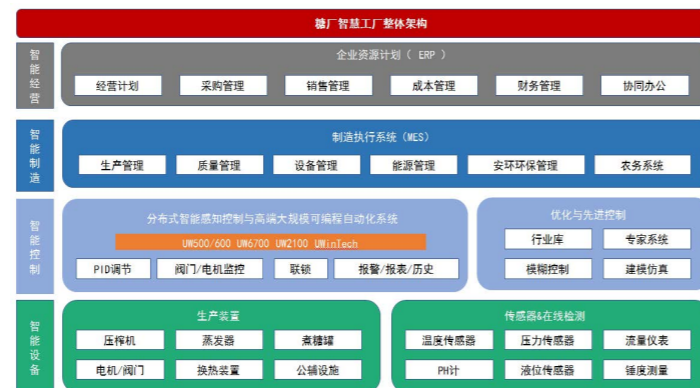 糖厂智慧工厂整体架构
智能经营
企业资源计划（ ERP ）
经营计划 采购管理 销售管理 成本管理 财务管理 协同办公
智能制造
制造执行系统（MES）
生产管理 质量管理 设备管理 能源管理 安环环保管理 衣务系统
智能控制
分布式智能感知控制与高端大规模可编程自动化系统
UW500/600 UW6700 UW2100 UWinTech
PID调节 阀门/电机监控 联锁 报警/报表/历史
优化与先进控制
行业库 专家系统
模糊控制 建模仿真
智能设备
生产装置
压榨机 蒸发器 煮糖罐
电机/阀门 换热装置 公辅设施
传感器&在线检测
温度传感器 压力传感器 流量仪表
PH计 液位传感器 锤度测量